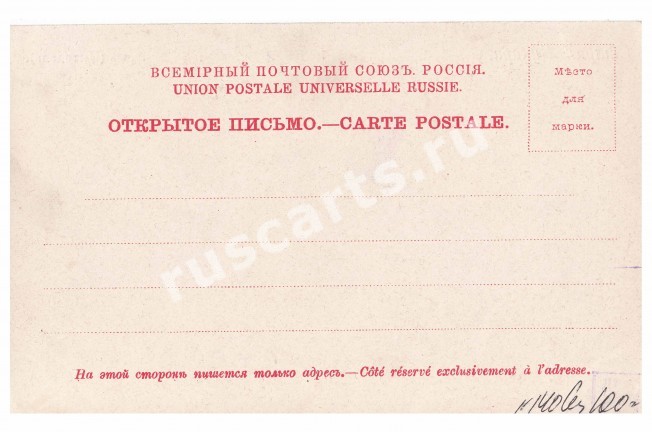 ВСЕМІРНЫЙ ПОЧТОВЫЙ СОЮЗЪ. РОССІЯ.
UNION POSTALE UNIVERSELLE RUSSIE.
ОТКРЫТОЕ ПИСЬМО.—CARTE POSTALE.
Мѣсто
для
марки.
ruscarts.ru
На этой сторонѣ пишется только адресъ.—Côté réservé exclusivement à l'adresse.